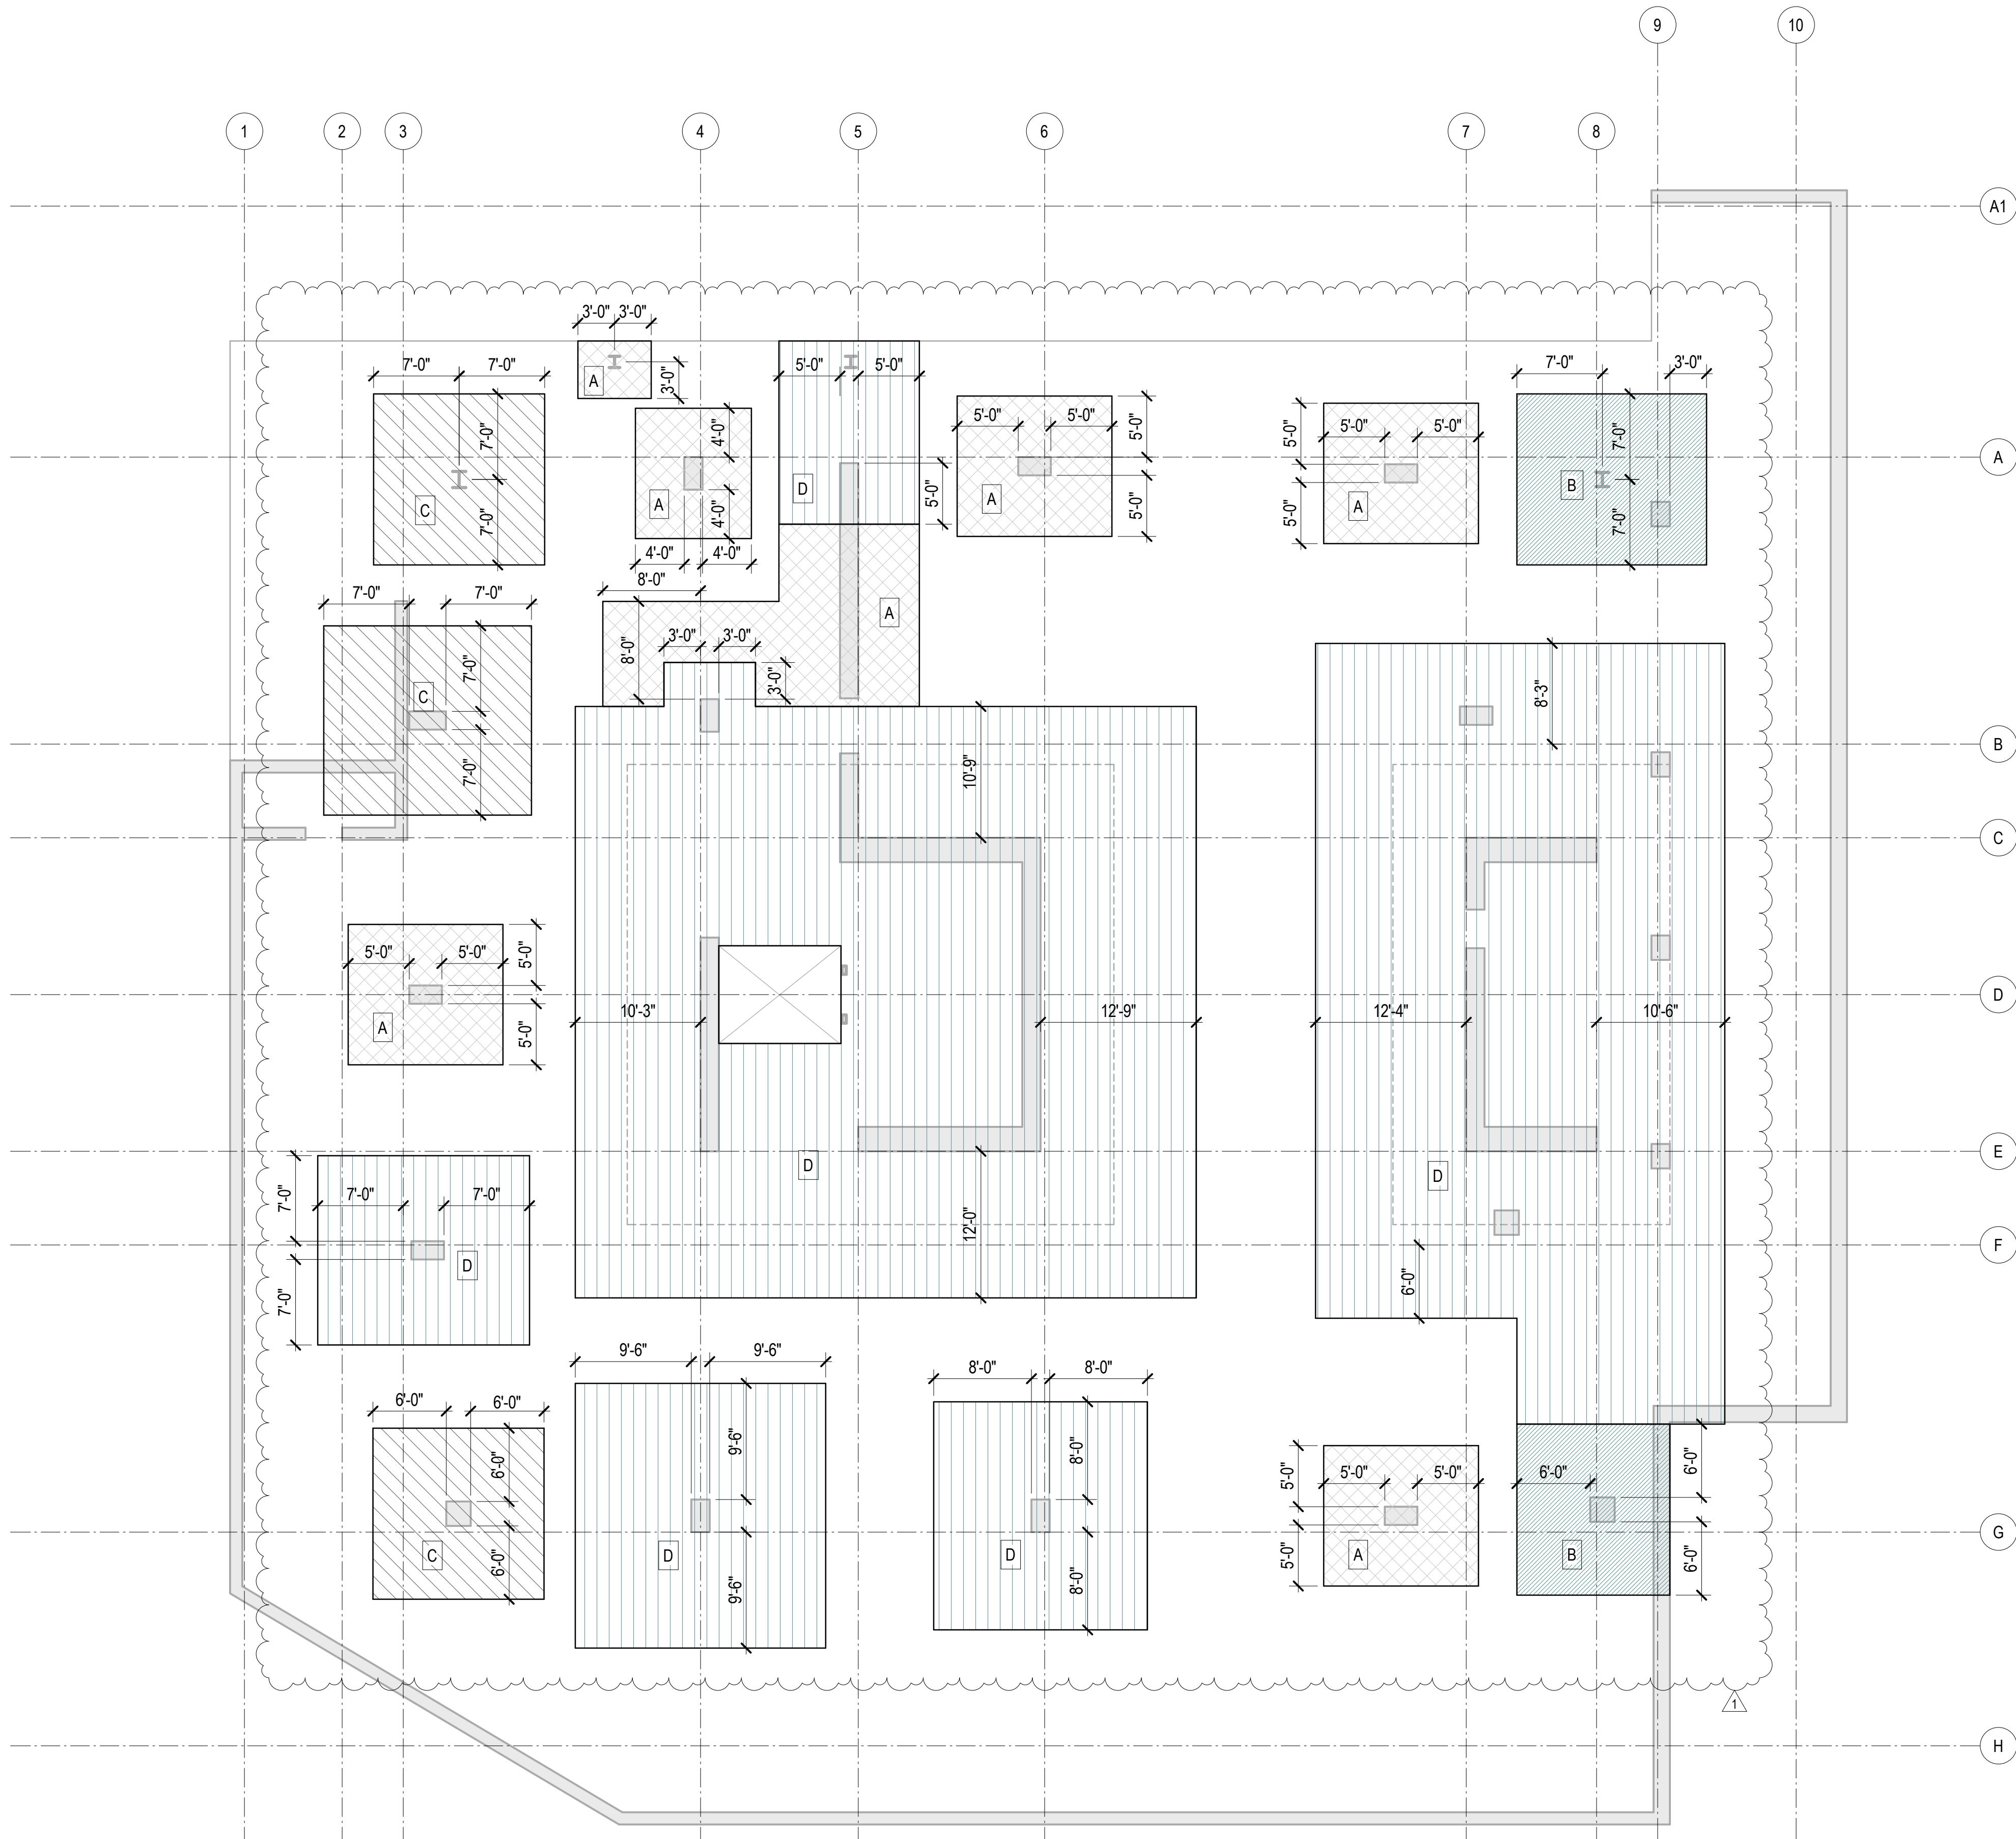 9 10
1 2 3 4 5 6 7 8
A1
3'-0" 3'-0"
7'-0" 7'-0"
5'-0" 5'-0"
7'-0" 3'-0"
3'-0"
A
4'-0"
5'-0" 5'-0"
5'-0"
5'-0"
5'-0" 5'-0"
7'-0"
7'-0"
A
C
A
D
5'-0"
A
5'-0"
5'-0"
A
B
7'-0"
7'-0"
4'-0"
4'-0" 4'-0"
8'-0"
7'-0" 7'-0"
A
8'-0"
3'-0" 3'-0"
3'-0"
7'-0"
C
7'-0"
8'-3"
B
10'-9"
C
5'-0" 5'-0"
5'-0"
D
10'-3"
12'-9"
12'-4"
10'-6"
A
5'-0"
E
D
D
7'-0"
7'-0" 7'-0"
12'-0"
F
D
6'-0"
7'-0"
9'-6" 9'-6"
8'-0" 8'-0"
6'-0" 6'-0"
9'-6"
8'-0"
6'-0"
6'-0"
5'-0"
5'-0" 5'-0"
6'-0"
G
C
6'-0"
D
9'-6"
D
8'-0"
5'-0"
A
B
6'-0"
1
H